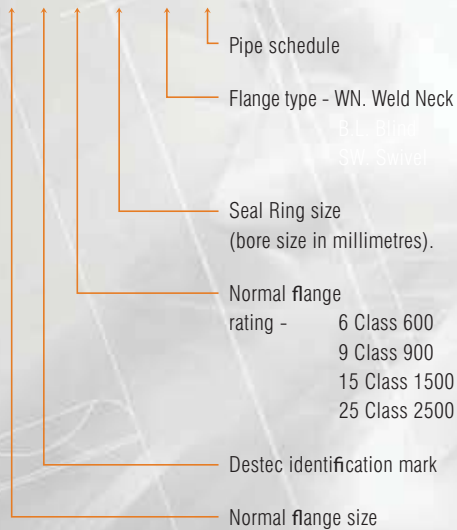 Pipe schedule
Flange type - WN. Weld Neck
B.L. Blind
SW. Swivel
Seal Ring size
(bore size in millimetres).
Normal flange
rating - 6 Class 600
9 Class 900
15 Class 1500
25 Class 2500
Destec identification mark
Normal flange size